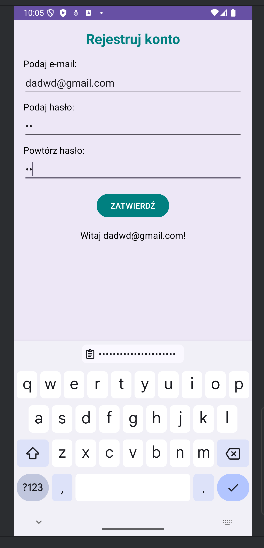 10:05
Rejestruj konto
Podaj e-mail:
dadwd@gmail.com
Podaj hasło:
••
Powtórz hasło:
••
ZATWIERDŹ
Witaj dadwd@gmail.com!
••••••••••••••••••••••
q w e r t y u i o p
a s d f g h j k l
z x c v b n m
?123 , .